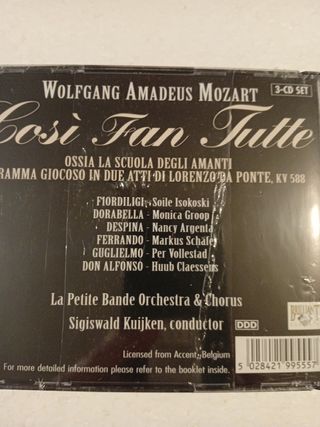 WOLFGANG AMADEUS MOZART
3-CD SET
Così Fan Tutte
OSSIA LA SCUOLA DEGLI AMANTI
RAMMA GIOCOSO IN DUE ATTI DI LORENZO DA PONTE, KV 588
FIORDILIGI - Soile Isokoski
DORABELLA - Monica Groop
DESPINA - Nancy Argenta
FERRANDO - Markus Schäfer
GUGLIELMO - Per Vollestad
DON ALFONSO - Huub Claessens
La Petite Bande Orchestra & Chorus
Sigiswald Kuijken, conductor
DDD
BRILLIANT
Licensed from Accent, Belgium
For more detailed information please refer to the booklet inside.
5 028421 995557